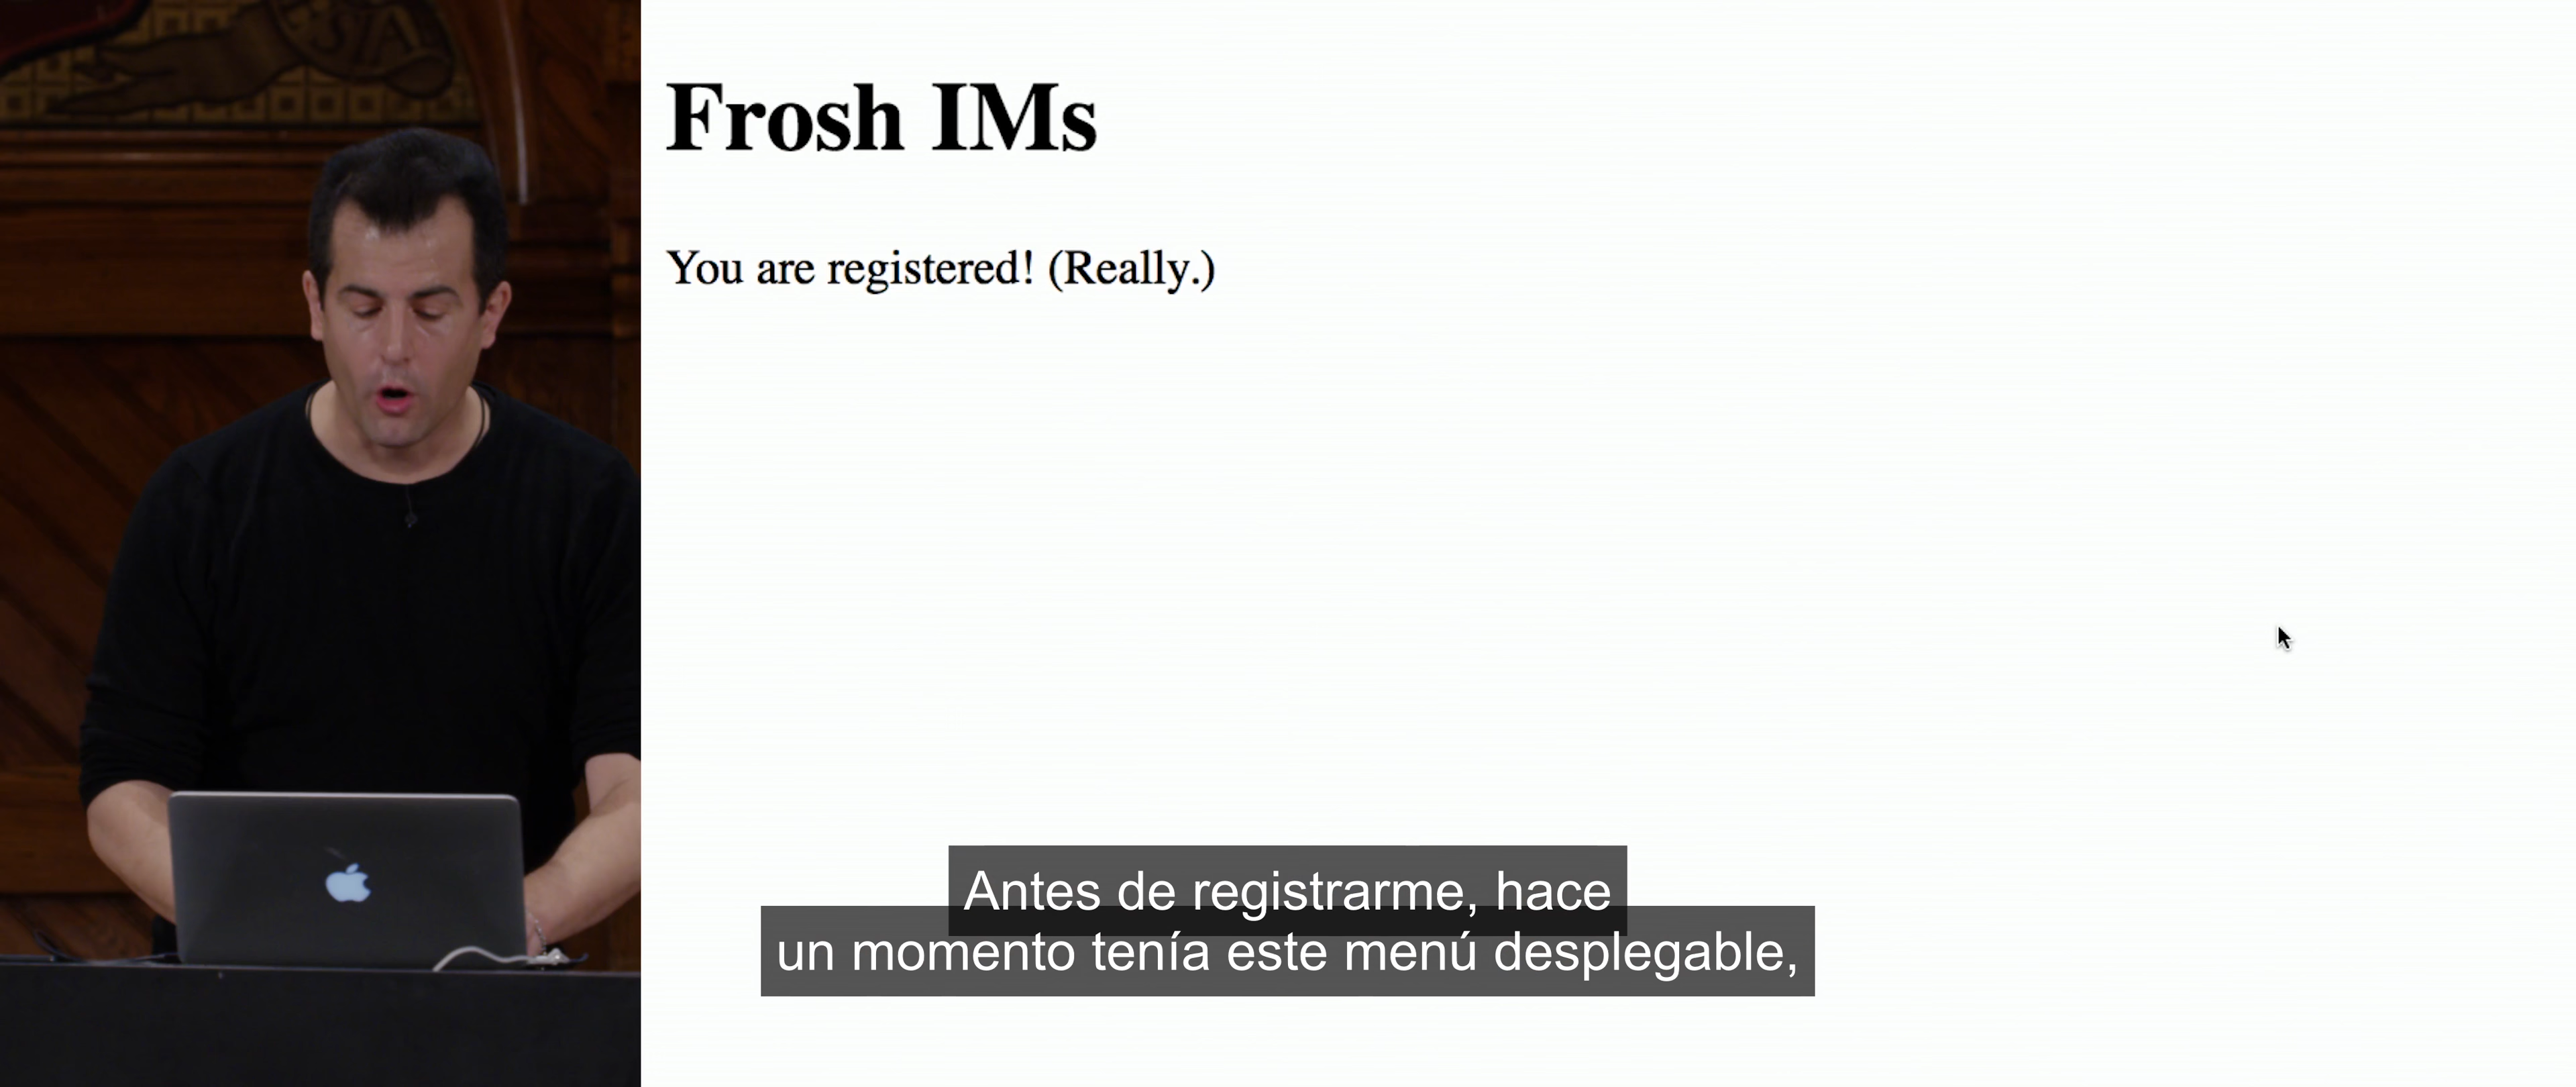 Frosh IMs
You are registered! (Really.)
Antes de registrarme, hace
un momento tenía este menú desplegable,